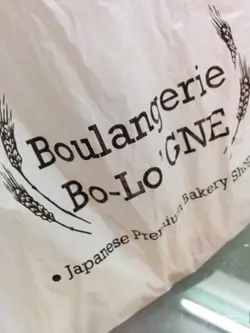 Boulangerie
Bo-Lo'GNE
• Japanese Premium Bakery Shop